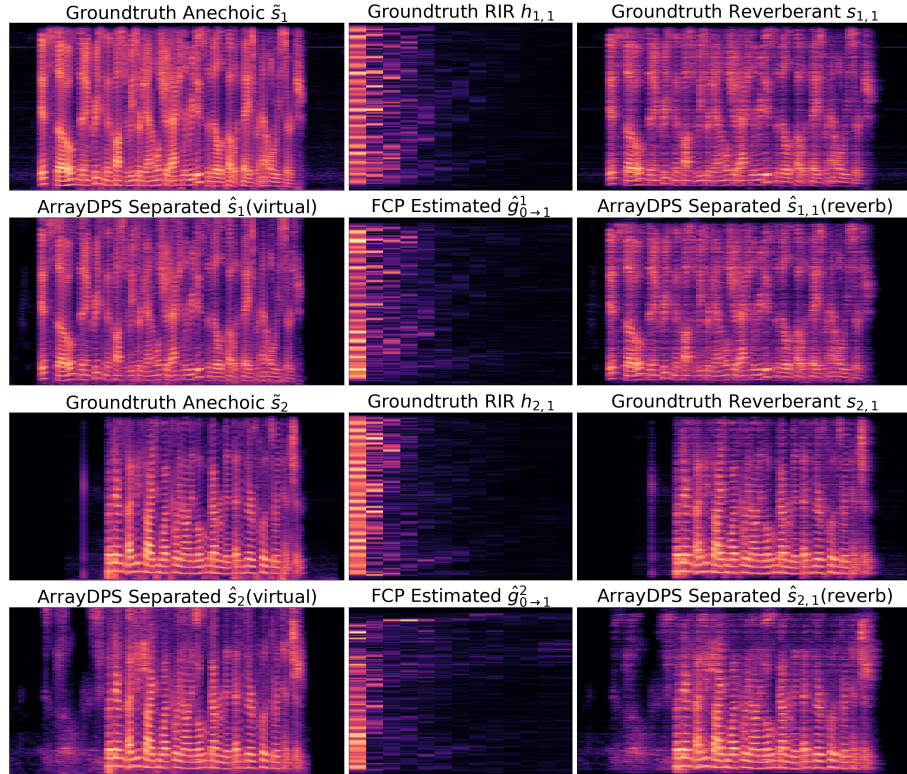 Groundtruth Anechoic s̃₁ Groundtruth RIR h₁,₁ Groundtruth Reverberant s₁,₁
ArrayDPS Separated ŝ₁(virtual) FCP Estimated ĝ¹₀→₁ ArrayDPS Separated ŝ₁,₁(reverb)
Groundtruth Anechoic s̃₂ Groundtruth RIR h₂,₁ Groundtruth Reverberant s₂,₁
ArrayDPS Separated ŝ₂(virtual) FCP Estimated ĝ²₀→₁ ArrayDPS Separated ŝ₂,₁(reverb)